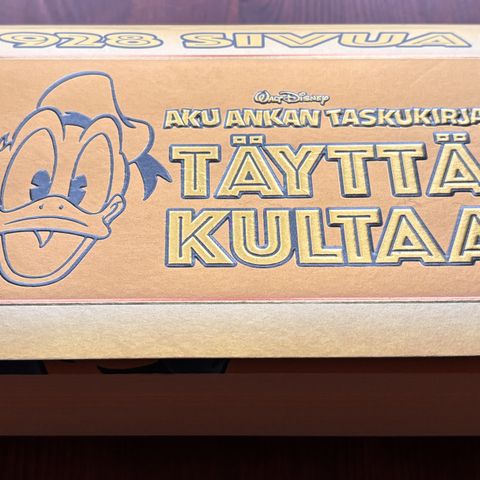 928 SIVUA
Walt Disney
AKU ANKAN TASKUKIRJA
TÄYTTÄ
KULTAA